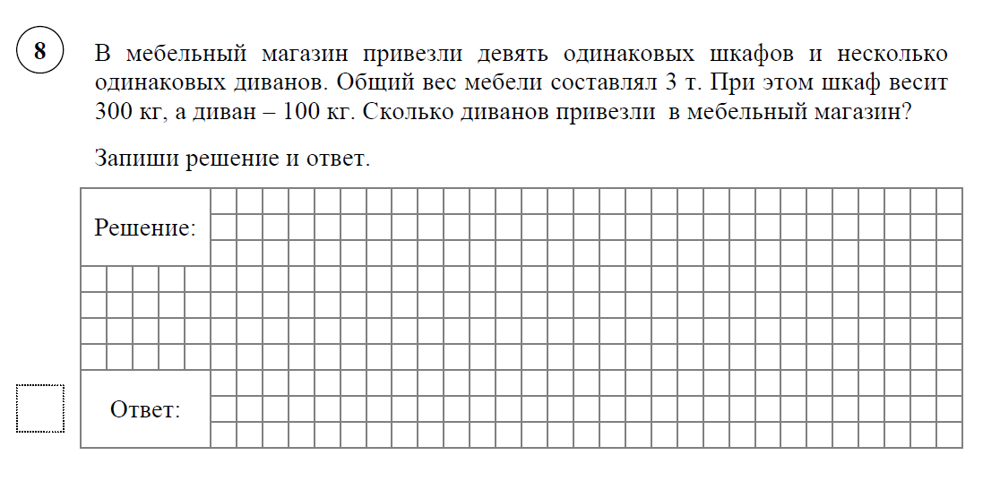 8
В мебельный магазин привезли девять одинаковых шкафов и несколько
одинаковых диванов. Общий вес мебели составлял 3 т. При этом шкаф весит
300 кг, а диван – 100 кг. Сколько диванов привезли в мебельный магазин?
Запиши решение и ответ.
Решение:
Ответ: